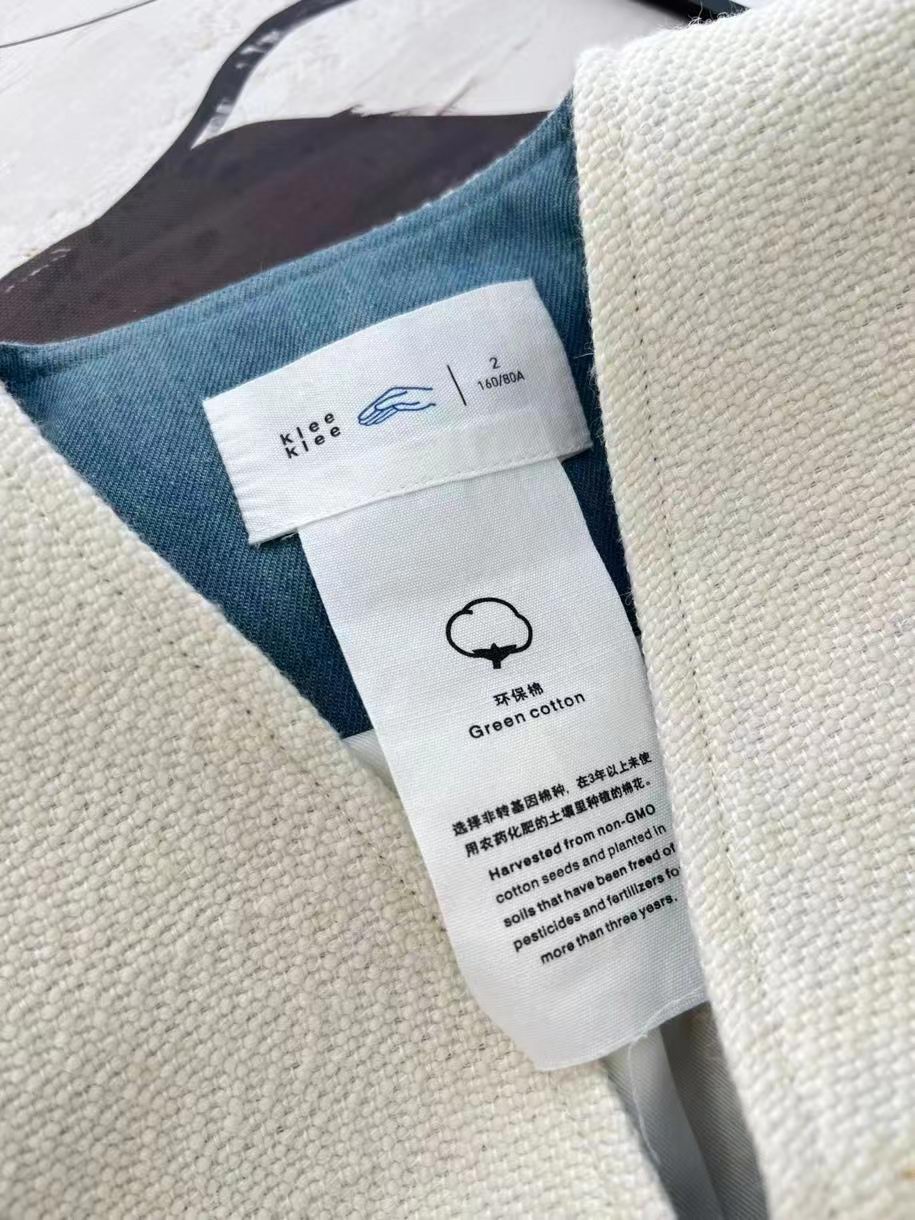 klee
klee
2
160/80A
环保棉
Green cotton
选择非转基因棉种，在3年以上未使
用农药化肥的土壤里种植的棉花。
Harvested from non-GMO
cotton seeds and planted in
soils that have been freed of
pesticides and fertilizers fo
more than three yesrs.